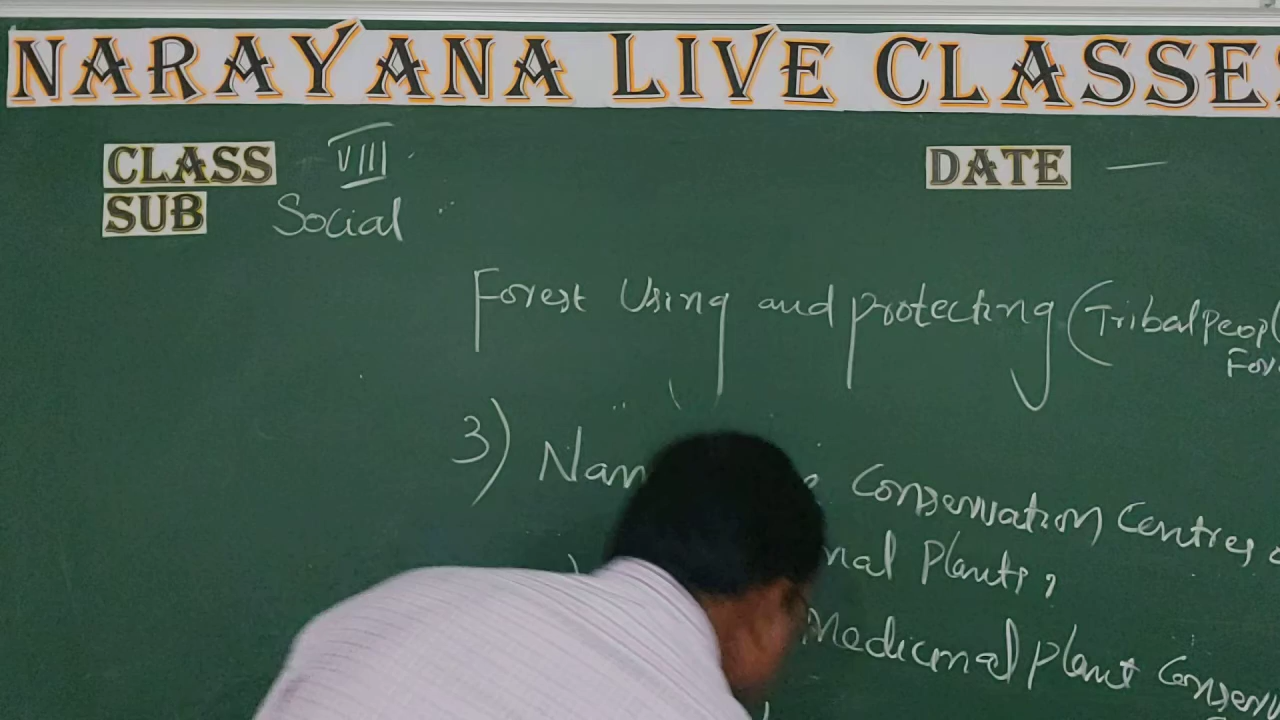 NARAYANA LIVE CLASSES
CLASS VIII
DATE —
SUB Social
Forest Using and protecting (Tribal Peopl
For
3) Nam Conservation Centres
nal Plants,
Medicinal plant Conserv